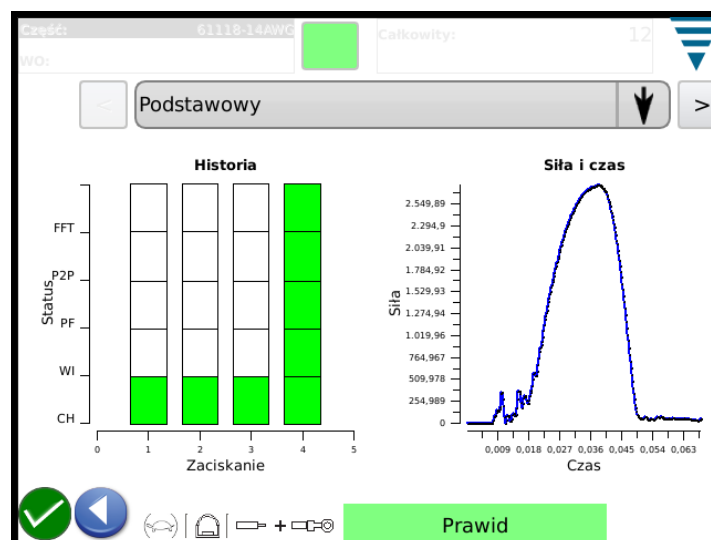 Część: 61118-14AWG
WO:
Całkowity: 12
< Podstawowy >
Historia
Status
FFT
P2P
PF
WI
CH
0 1 2 3 4 5
Zaciskanie
Siła i czas
Siła
2.549,89
2.294,9
2.039,91
1.784,92
1.529,93
1.274,94
1.019,96
764,967
509,978
254,989
0
0,009 0,018 0,027 0,036 0,045 0,054 0,063
Czas
Prawid